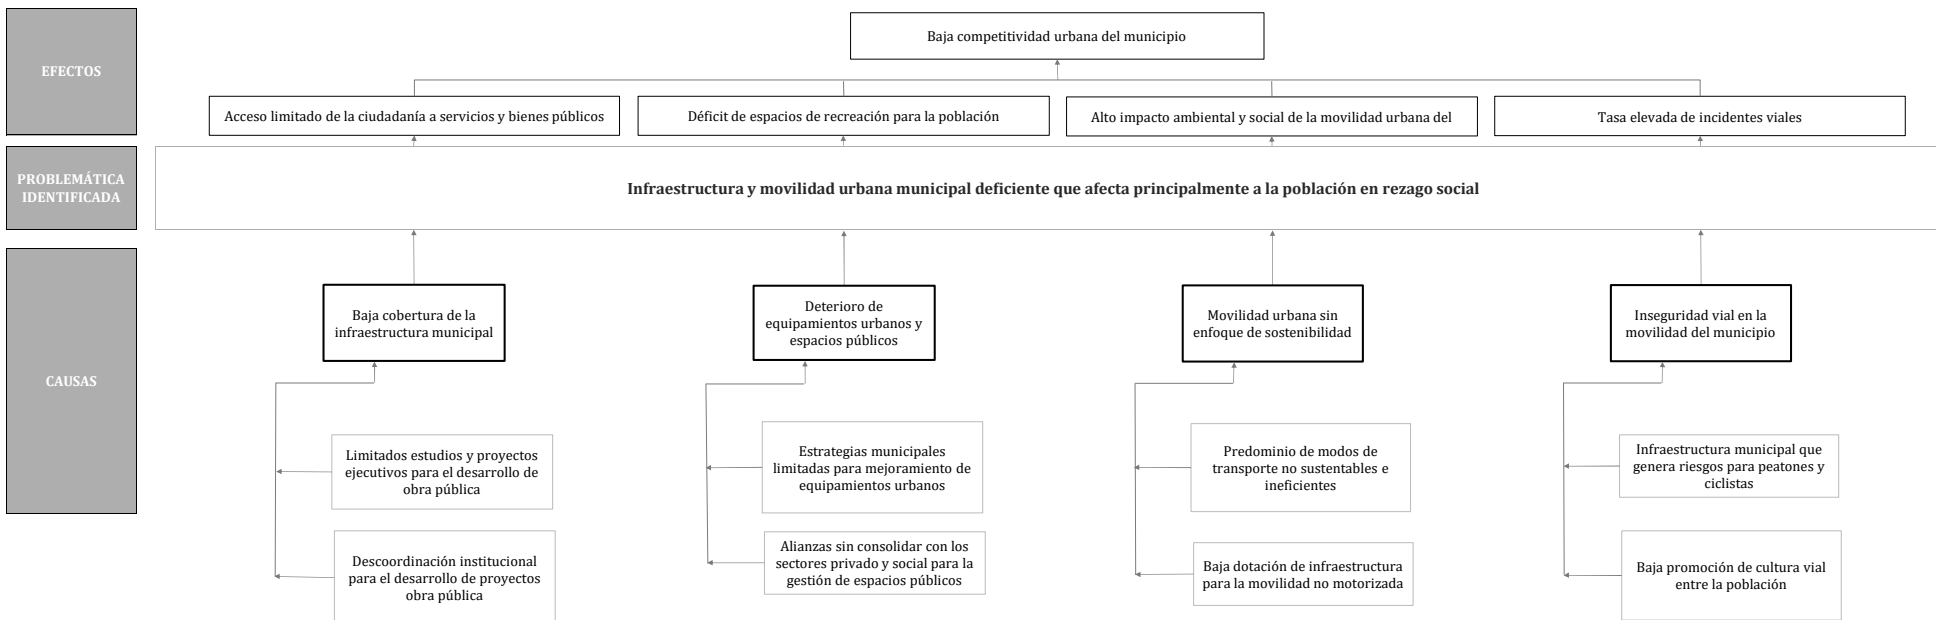 EFECTOS
Baja competitividad urbana del municipio
Acceso limitado de la ciudadanía a servicios y bienes públicos
Déficit de espacios de recreación para la población
Alto impacto ambiental y social de la movilidad urbana del
Tasa elevada de incidentes viales
PROBLEMÁTICA
IDENTIFICADA
Infraestructura y movilidad urbana municipal deficiente que afecta principalmente a la población en rezago social
CAUSAS
Baja cobertura de la
infraestructura municipal
Deterioro de
equipamientos urbanos y
espacios públicos
Movilidad urbana sin
enfoque de sostenibilidad
Inseguridad vial en la
movilidad del municipio
Limitados estudios y proyectos
ejecutivos para el desarrollo de
obra pública
Estrategias municipales
limitadas para mejoramiento de
equipamientos urbanos
Predominio de modos de
transporte no sustentables e
ineficientes
Infraestructura municipal que
genera riesgos para peatones y
ciclistas
Descoordinación institucional
para el desarrollo de proyectos
obra pública
Alianzas sin consolidar con los
sectores privado y social para la
gestión de espacios públicos
Baja dotación de infraestructura
para la movilidad no motorizada
Baja promoción de cultura vial
entre la población